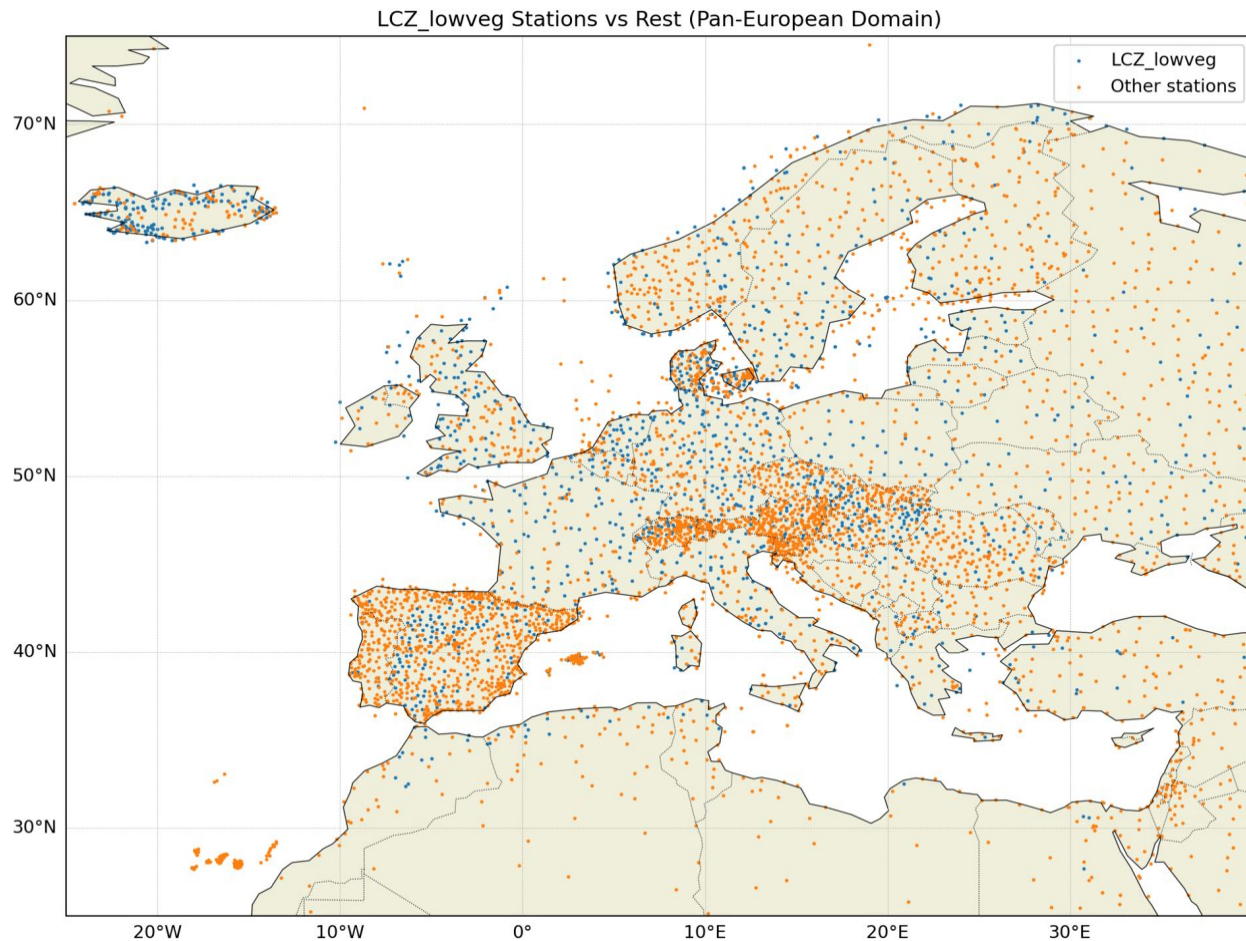 LCZ_lowveg Stations vs Rest (Pan-European Domain)
LCZ_lowveg
Other stations
70°N
60°N
50°N
40°N
30°N
20°W
10°W
0°
10°E
20°E
30°E